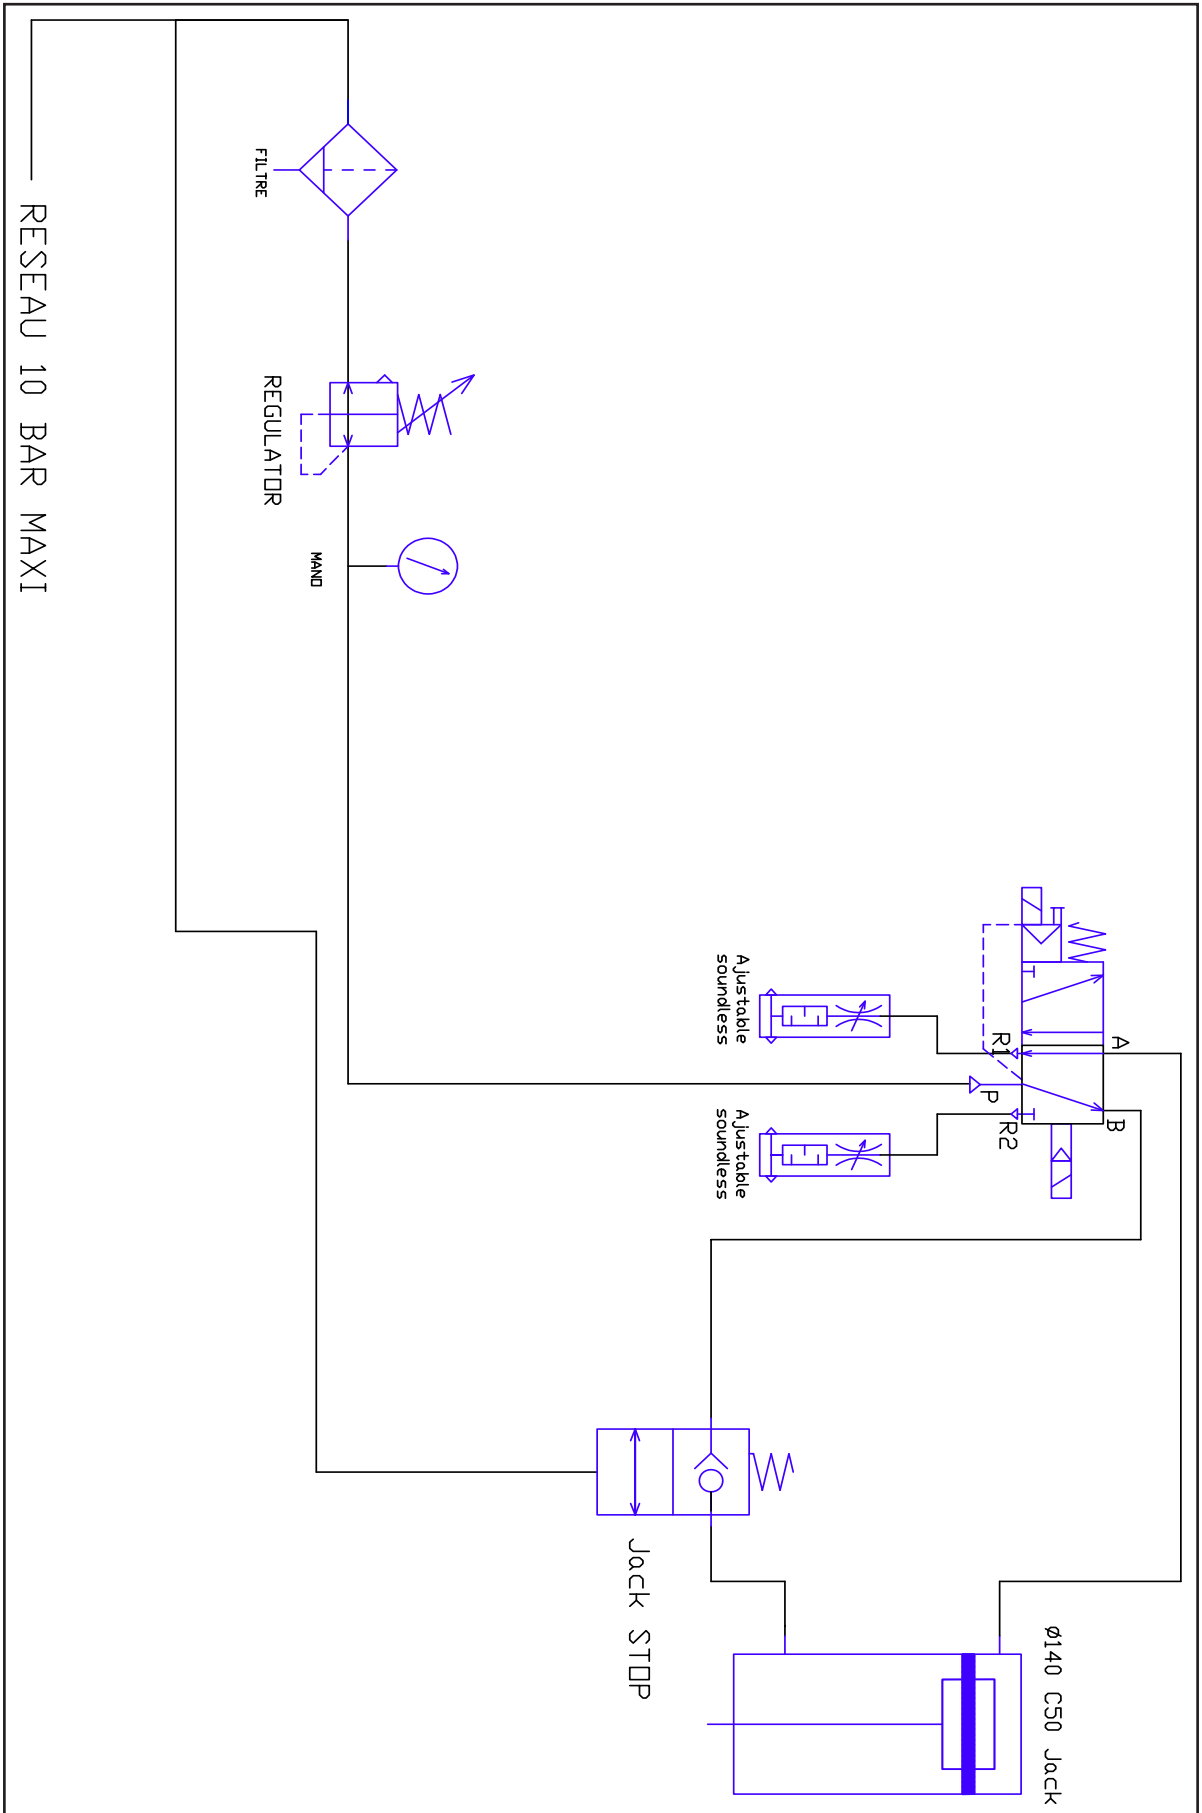 Ø140 C50 Jack
A
B
R1
P
R2
Ajustable
soundless
Ajustable
soundless
Jack STOP
MANO
REGULATOR
FILTRE
RESEAU 10 BAR MAXI